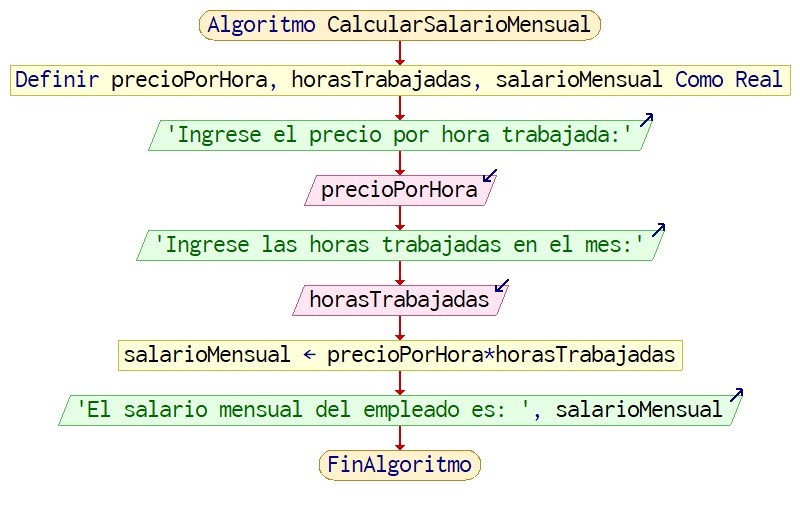 Algoritmo CalcularSalarioMensual
Definir precioPorHora, horasTrabajadas, salarioMensual Como Real
'Ingrese el precio por hora trabajada:'
precioPorHora
'Ingrese las horas trabajadas en el mes:'
horasTrabajadas
salarioMensual ← precioPorHora*horasTrabajadas
'El salario mensual del empleado es: ', salarioMensual
FinAlgoritmo